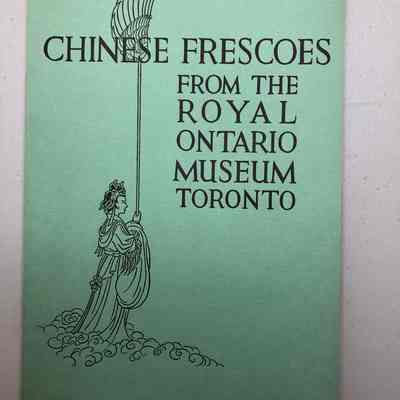 CHINESE FRESCOES
FROM THE
ROYAL
ONTARIO
MUSEUM
TORONTO